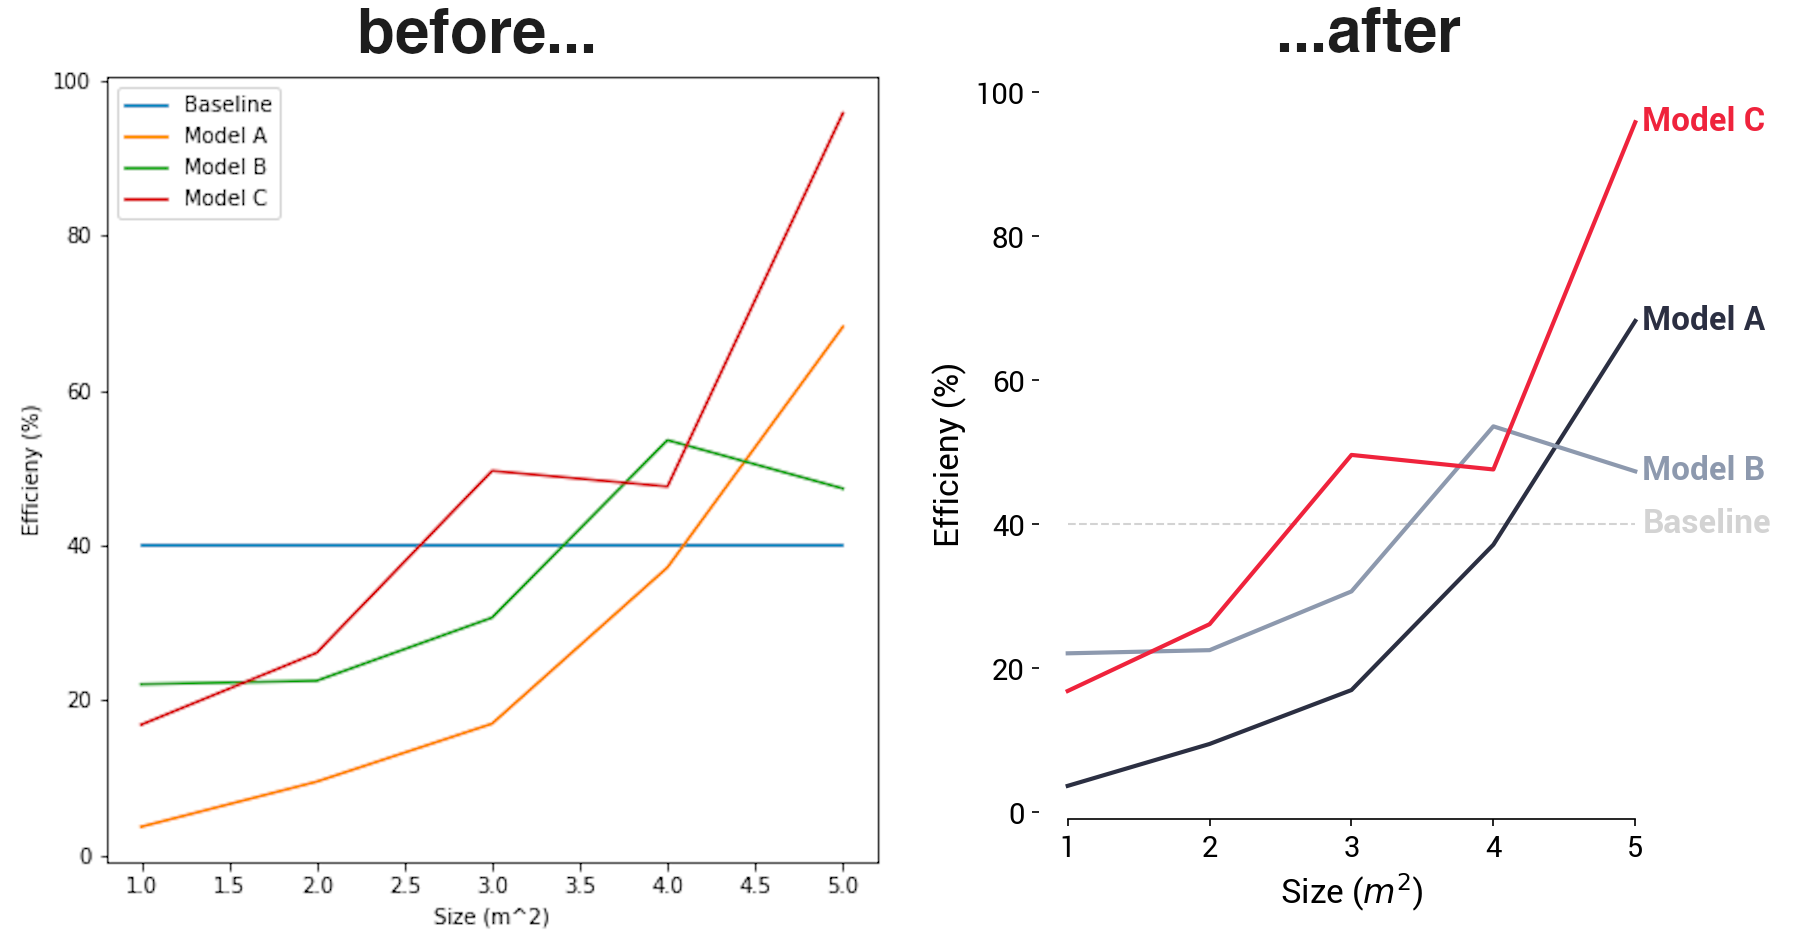 before...
100
80
60
40
20
0
Efficieny (%)
Baseline
Model A
Model B
Model C
1.0 1.5 2.0 2.5 3.0 3.5 4.0 4.5 5.0
Size (m^2)
...after
100
80
60
40
20
0
Efficieny (%)
Model C
Model A
Model B
Baseline
1 2 3 4 5
Size (m²)